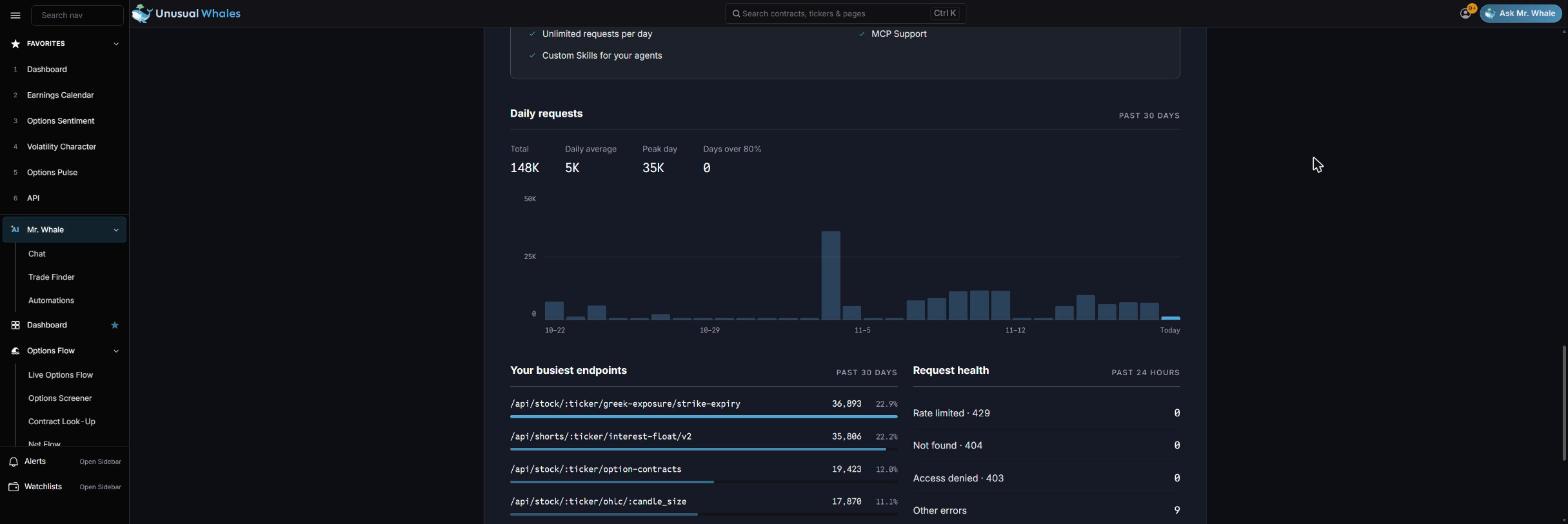 Search nav
Unusual Whales
Search contracts, tickers & pages
Ctrl K
9+
Ask Mr. Whale
FAVORITES
1 Dashboard
2 Earnings Calendar
3 Options Sentiment
4 Volatility Character
5 Options Pulse
6 API
AI Mr. Whale
Chat
Trade Finder
Automations
Dashboard
Options Flow
Live Options Flow
Options Screener
Contract Look-Up
Net Flow
Alerts Open Sidebar
Watchlists Open Sidebar
Unlimited requests per day
MCP Support
Custom Skills for your agents
Daily requests
PAST 30 DAYS
Total Daily average Peak day Days over 80%
148K 5K 35K 0
50K
25K
0
10-22 10-29 11-5 11-12 Today
Your busiest endpoints PAST 30 DAYS
/api/stock/:ticker/greek-exposure/strike-expiry 36,893 22.9%
/api/shorts/:ticker/interest-float/v2 35,806 22.2%
/api/stock/:ticker/option-contracts 19,423 12.0%
/api/stock/:ticker/ohlc/:candle_size 17,870 11.1%
Request health PAST 24 HOURS
Rate limited · 429 0
Not found · 404 0
Access denied · 403 0
Other errors 9